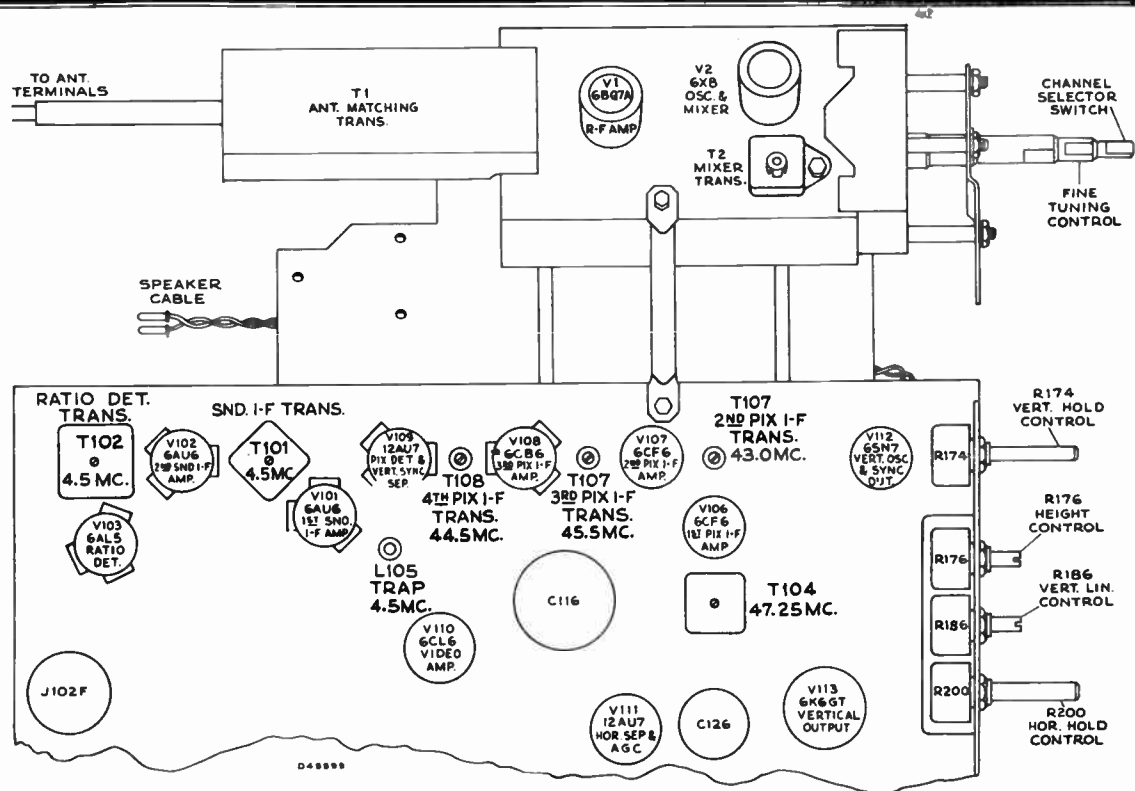 TO ANT.
TERMINALS
T1
ANT. MATCHING
TRANS.
V1
6BQ7A
R-F AMP
V2
6X8
OSC. &
MIXER
T2
MIXER
TRANS.
CHANNEL
SELECTOR
SWITCH
FINE
TUNING
CONTROL
SPEAKER
CABLE
RATIO DET.
TRANS.
T102
4.5 MC.
V102
6AU6
2ND SND I-F
AMP.
SND. I-F TRANS.
T101
4.5MC.
V109
12AU7
PIX DET &
VERT. SYNC
SEP.
T108
4TH PIX I-F
TRANS.
44.5MC.
V108
6CB6
3RD PIX I-F
AMP.
T107
3RD PIX I-F
TRANS.
45.5MC.
V107
6CF6
2ND PIX I-F
AMP.
T107
2ND PIX I-F
TRANS.
43.0MC.
V112
6SN7
VERT. OSC
& SYNC
R174
R174
VERT. HOLD
CONTROL
V103
6AL5
RATIO
DET.
V101
6AU6
1ST SND.
I-F AMP
L105
TRAP
4.5MC.
V106
6CF6
1ST PIX I-F
AMP
R176
R176
HEIGHT
CONTROL
C116
T104
47.25MC.
R186
R186
VERT. LIN.
CONTROL
V110
6CL6
VIDEO
AMP.
J102F
V111
12AU7
HOR. SEP &
AGC
C126
V113
6K6GT
VERTICAL
OUTPUT
R200
R200
HOR. HOLD
CONTROL